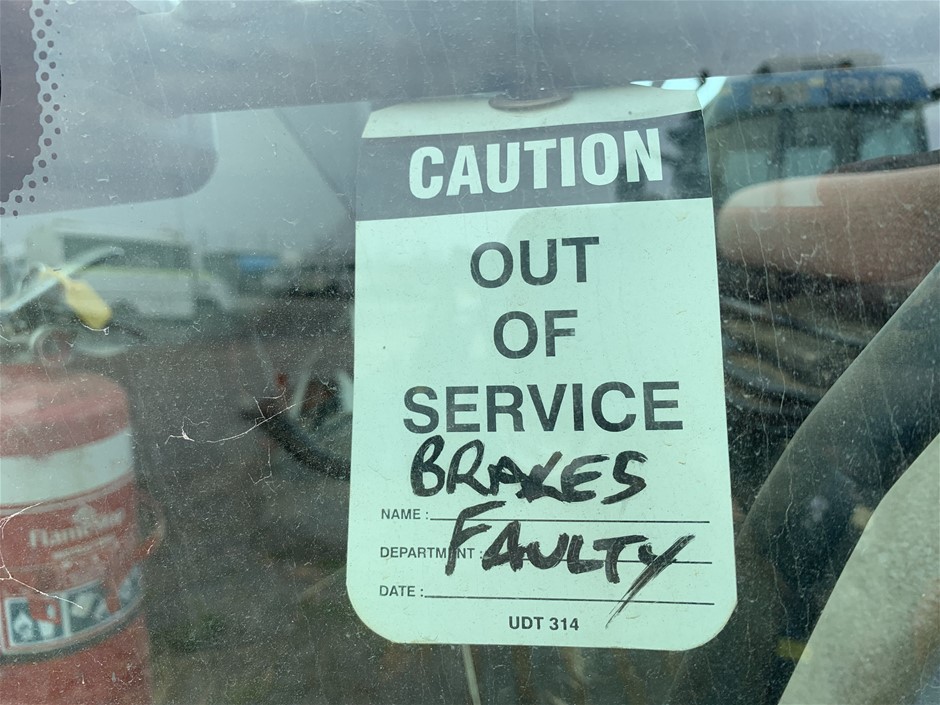 CAUTION
OUT
OF
SERVICE
BRAKES
NAME :
FAULTY
DEPARTMENT :
DATE :
UDT 314